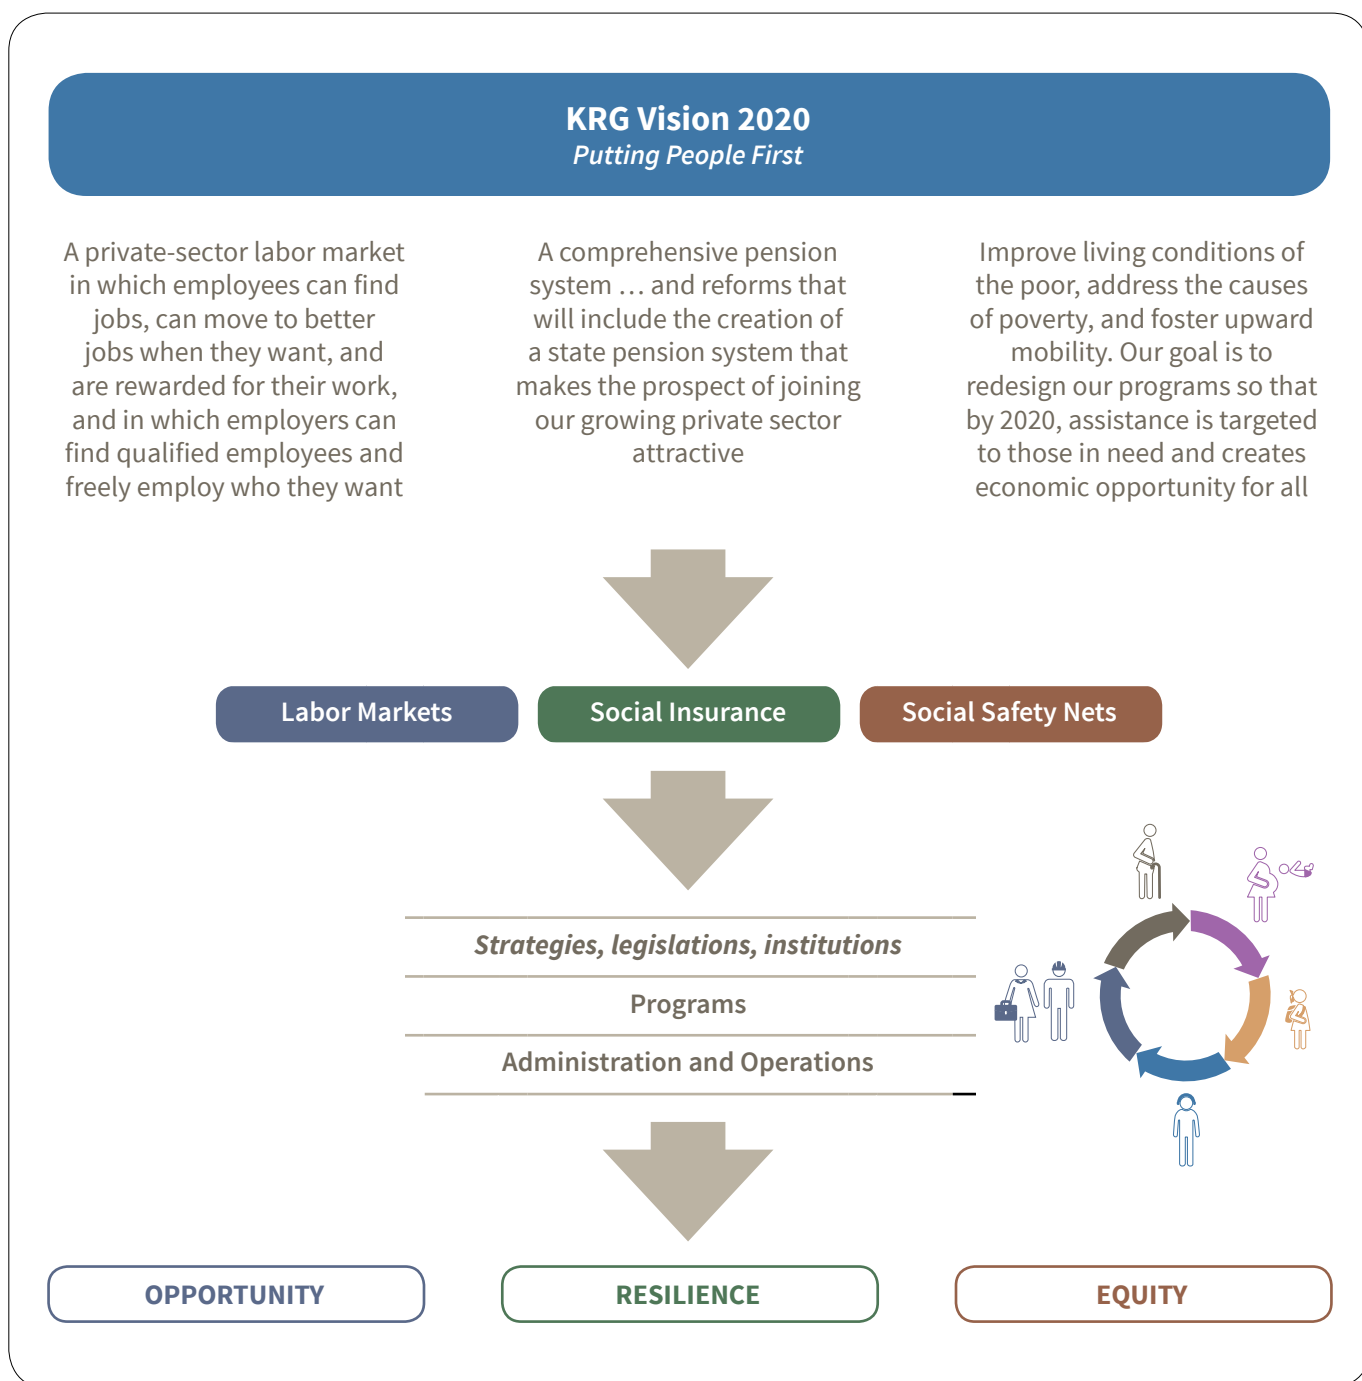 KRG Vision 2020
Putting People First
A private-sector labor market
in which employees can find
jobs, can move to better
jobs when they want, and
are rewarded for their work,
and in which employers can
find qualified employees and
freely employ who they want
A comprehensive pension
system … and reforms that
will include the creation of
a state pension system that
makes the prospect of joining
our growing private sector
attractive
Improve living conditions of
the poor, address the causes
of poverty, and foster upward
mobility. Our goal is to
redesign our programs so that
by 2020, assistance is targeted
to those in need and creates
economic opportunity for all
Labor Markets
Social Insurance
Social Safety Nets
Strategies, legislations, institutions
Programs
Administration and Operations
OPPORTUNITY
RESILIENCE
EQUITY